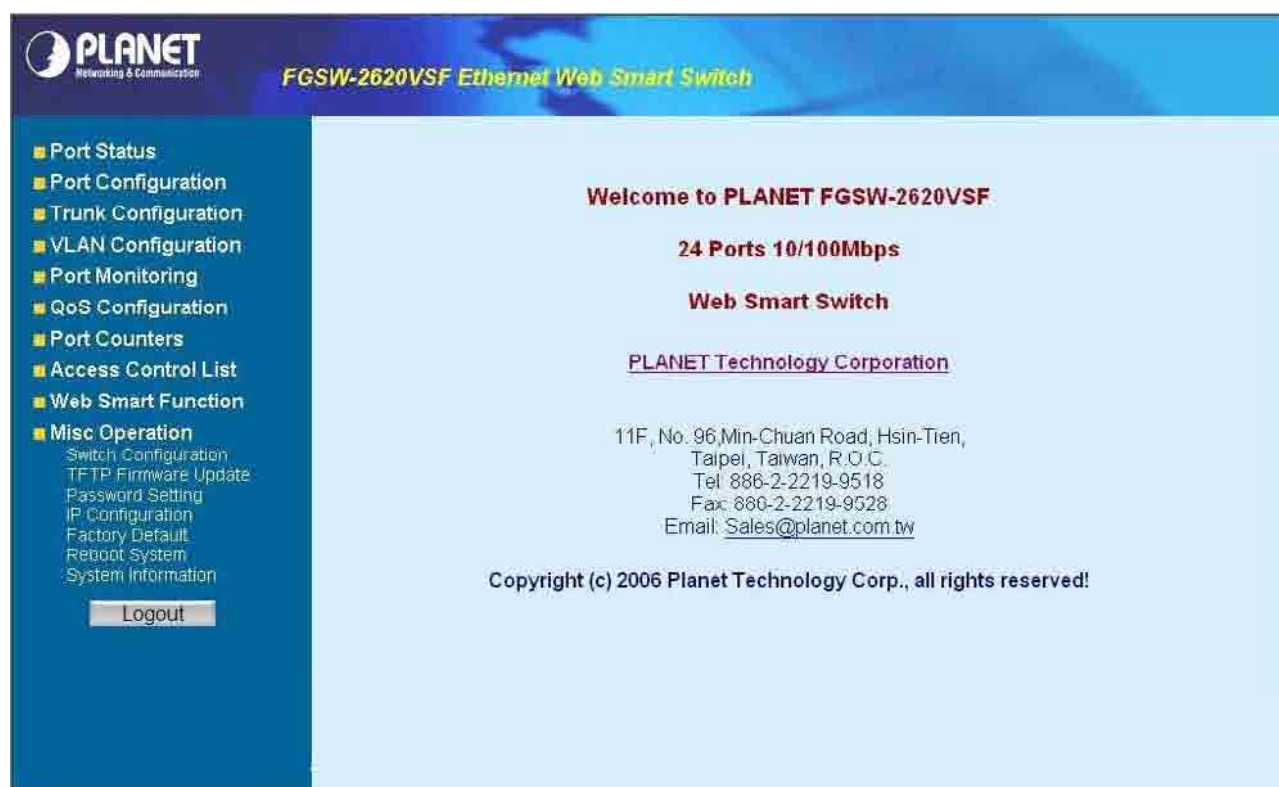 PLANET
Networking & Communication
FGSW-2620VSF Ethernet Web Smart Switch
Port Status
Port Configuration
Trunk Configuration
VLAN Configuration
Port Monitoring
QoS Configuration
Port Counters
Access Control List
Web Smart Function
Misc Operation
Switch Configuration
TFTP Firmware Update
Password Setting
IP Configuration
Factory Default
Reboot System
System Information
Logout
Welcome to PLANET FGSW-2620VSF
24 Ports 10/100Mbps
Web Smart Switch
PLANET Technology Corporation
11F, No. 96,Min-Chuan Road, Hsin-Tien,
Taipei, Taiwan, R.O.C.
Tel: 886-2-2219-9518
Fax: 886-2-2219-9528
Email: Sales@planet.com.tw
Copyright (c) 2006 Planet Technology Corp., all rights reserved!